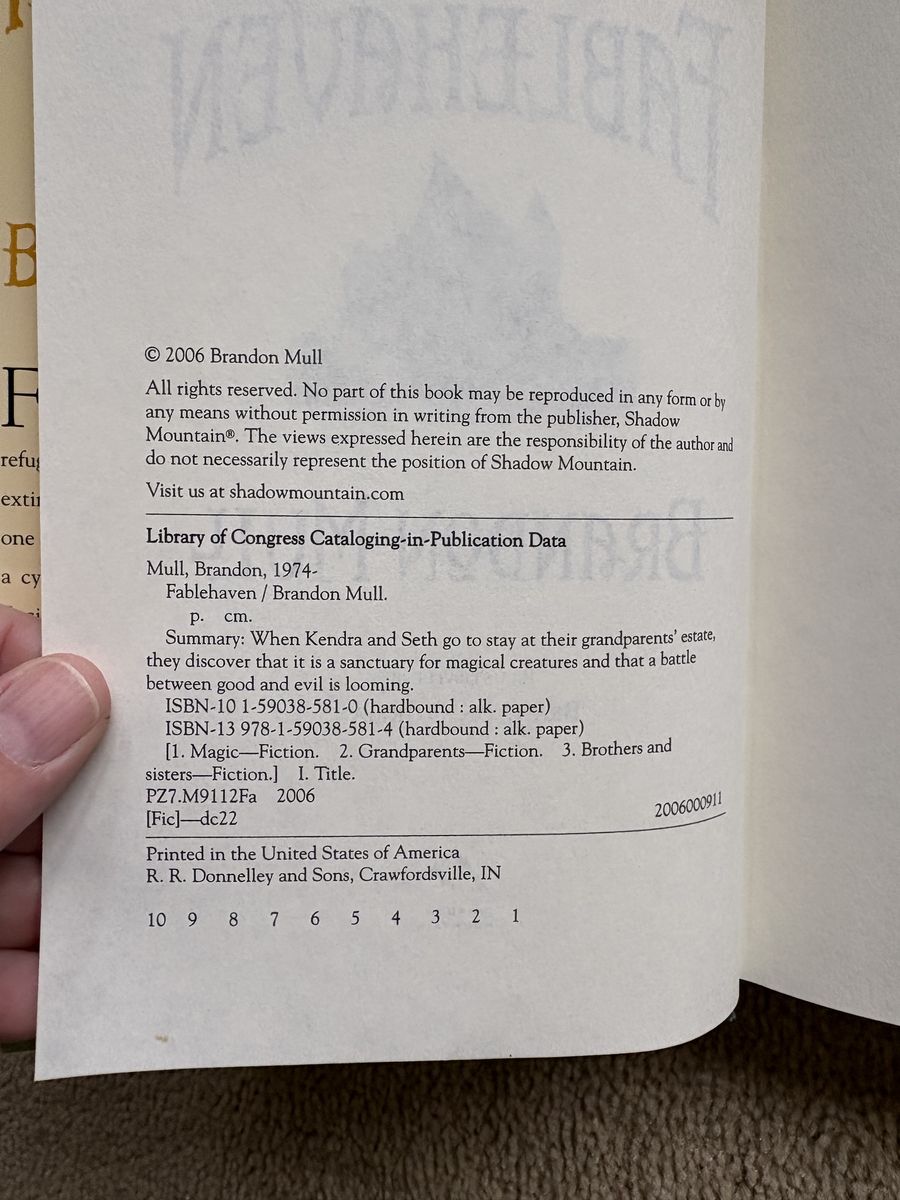 FABLEHAVEN
© 2006 Brandon Mull
All rights reserved. No part of this book may be reproduced in any form or by
any means without permission in writing from the publisher, Shadow
Mountain®. The views expressed herein are the responsibility of the author and
do not necessarily represent the position of Shadow Mountain.
Visit us at shadowmountain.com
BRANDON MULL
Library of Congress Cataloging-in-Publication Data
Mull, Brandon, 1974-
Fablehaven / Brandon Mull.
p. cm.
Summary: When Kendra and Seth go to stay at their grandparents' estate,
they discover that it is a sanctuary for magical creatures and that a battle
between good and evil is looming.
ISBN-10 1-59038-581-0 (hardbound : alk. paper)
ISBN-13 978-1-59038-581-4 (hardbound : alk. paper)
[1. Magic—Fiction. 2. Grandparents—Fiction. 3. Brothers and
sisters—Fiction.] I. Title.
PZ7.M9112Fa 2006
[Fic]—dc22 2006000911
Printed in the United States of America
R. R. Donnelley and Sons, Crawfordsville, IN
10 9 8 7 6 5 4 3 2 1
B
F
refug
extin
one
a cy